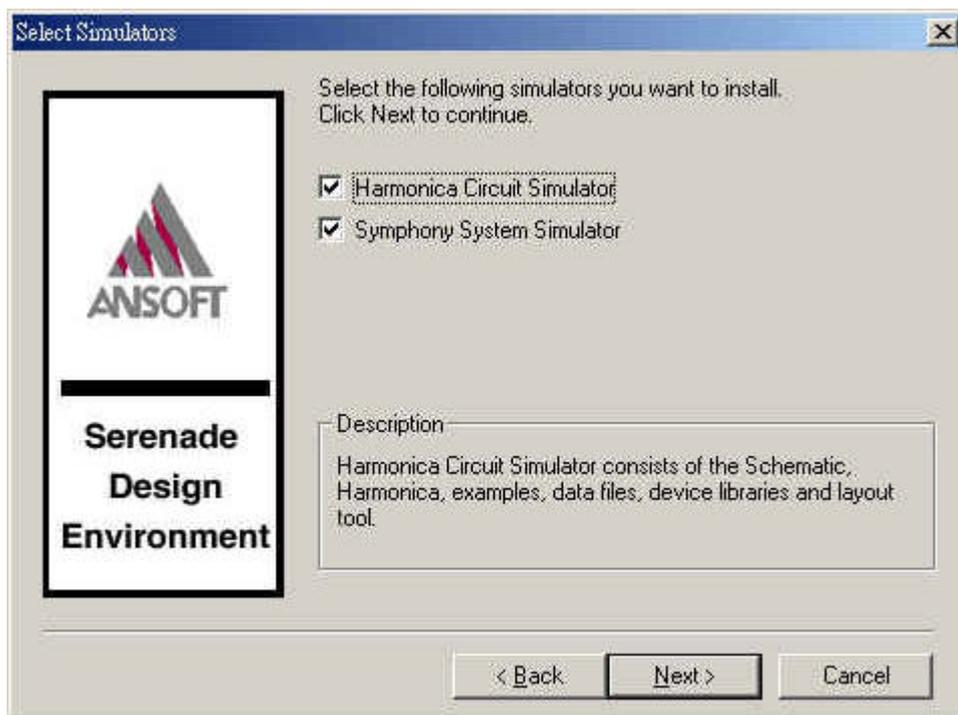 Select Simulators
Select the following simulators you want to install.
Click Next to continue.
Harmonica Circuit Simulator
Symphony System Simulator
ANSOFT
Serenade
Design
Environment
Description
Harmonica Circuit Simulator consists of the Schematic,
Harmonica, examples, data files, device libraries and layout
tool.
< Back
Next >
Cancel